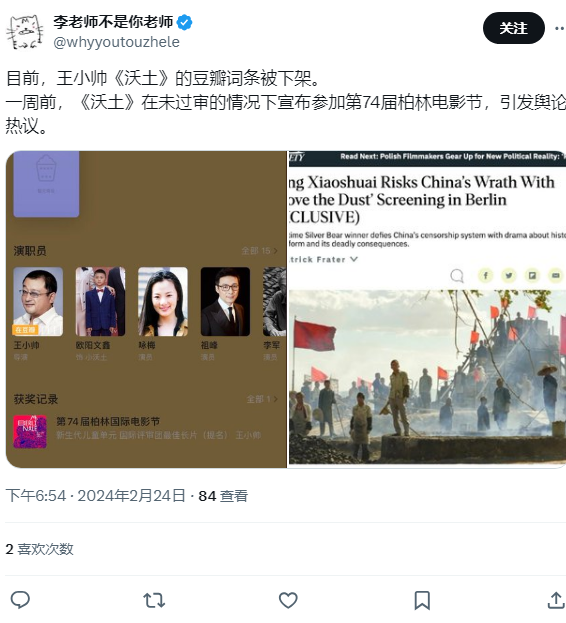 李老师不是你老师
@whyyoutouzhele
关注
目前，王小帅《沃土》的豆瓣词条被下架。
一周前，《沃土》在未过审的情况下宣布参加第74届柏林电影节，引发舆论
热议。
演职员
全部 15
在豆瓣
王小帅
欧阳文鑫
咏梅
祖峰
李军
导演
饰 小沃土
演员
演员
演员
获奖记录
全部 1
第74届柏林国际电影节
新生代儿童单元 国际评审团最佳长片（提名） 王小帅
ETY
Read Next: Polish Filmmakers Gear Up for New Political Reality: 'I
ng Xiaoshuai Risks China's Wrath With
ove the Dust' Screening in Berlin
(CLUSIVE)
ime Silver Bear winner defies China's censorship system with drama about histo
form and its deadly consequences.
trick Frater
下午6:54 · 2024年2月24日 · 84 查看
2 喜欢次数